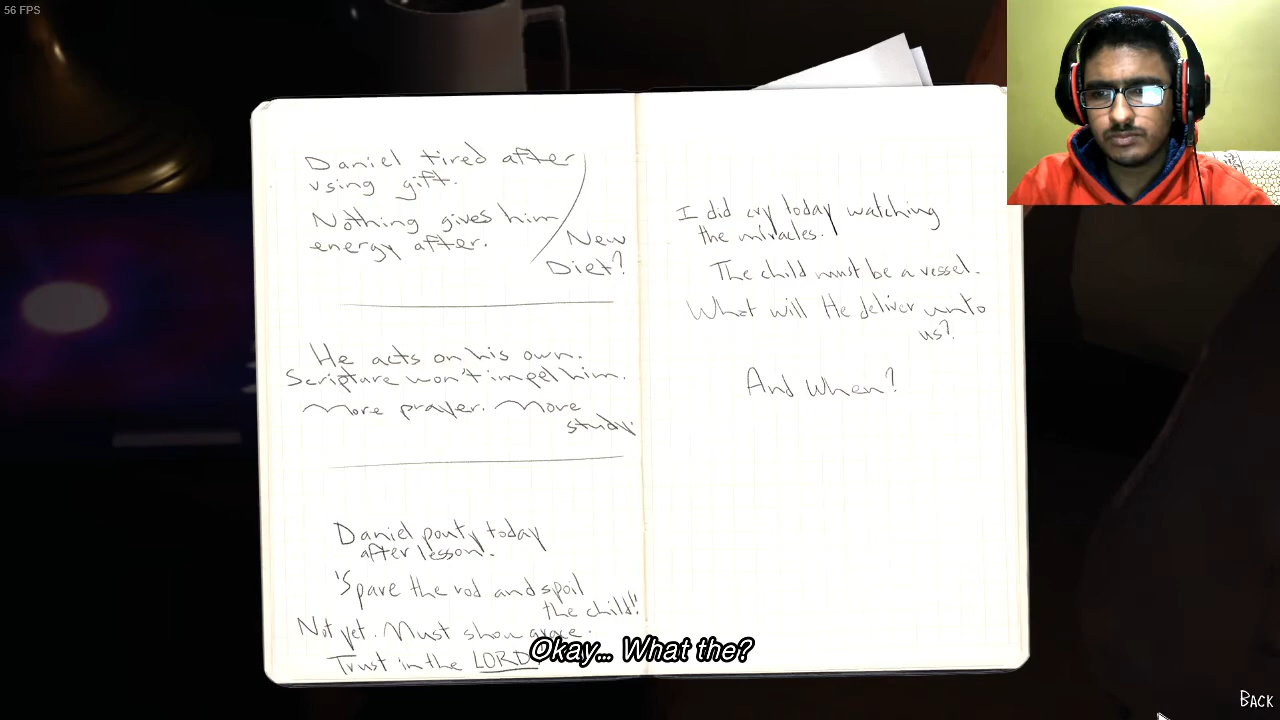 56 FPS
Daniel tired after
using gift.
Nothing gives him
energy after.
New
Diet?
He acts on his own.
Scripture won't impel him.
More prayer. More
study.
Daniel pouty today
after lesson.
'Spare the rod and spoil
the child!'
Not yet. Must show grace.
Trust in the LORD
I did cry today watching
the miracles.
The child must be a vessel.
What will He deliver unto
us?
And when?
Okay... What the?
BACK